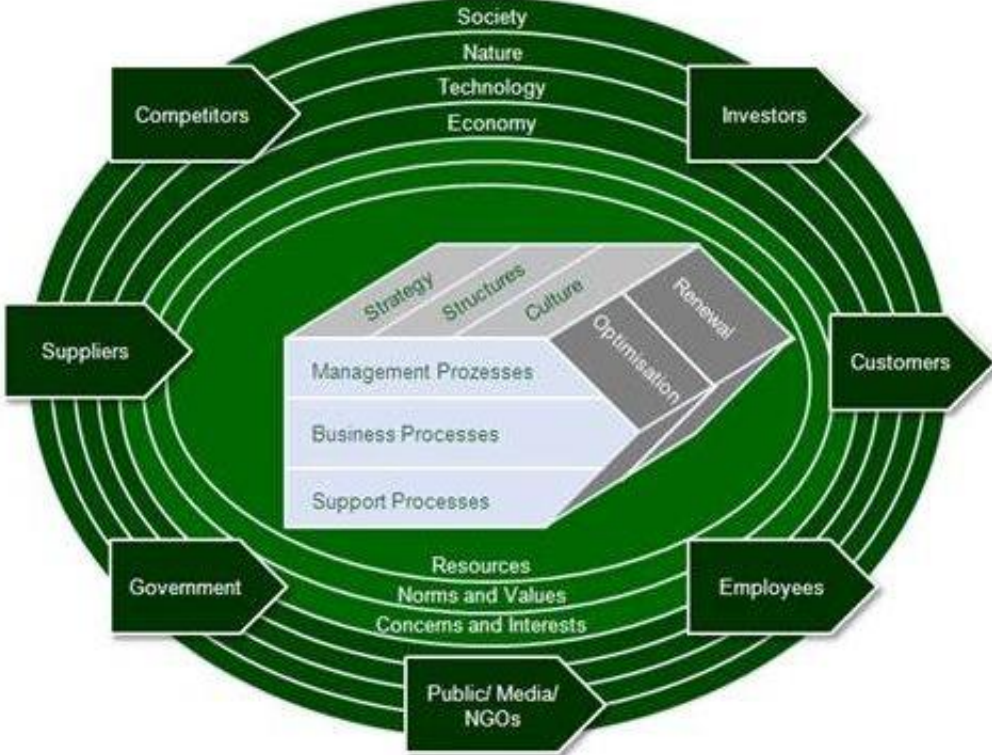 Society
Nature
Technology
Economy
Competitors
Investors
Strategy
Structures
Culture
Renewal
Optimisation
Suppliers
Customers
Management Prozesses
Business Processes
Support Processes
Resources
Norms and Values
Concerns and Interests
Government
Employees
Public/ Media/
NGOs